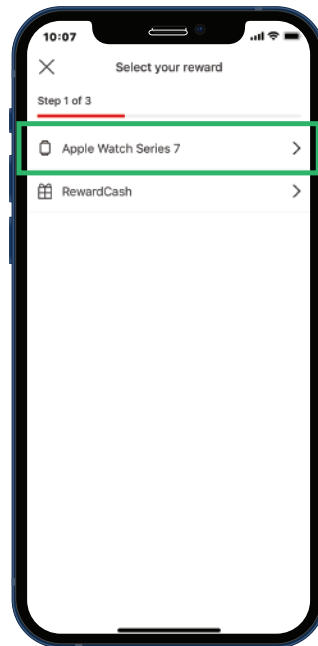 10:07
Select your reward
Step 1 of 3
Apple Watch Series 7
RewardCash